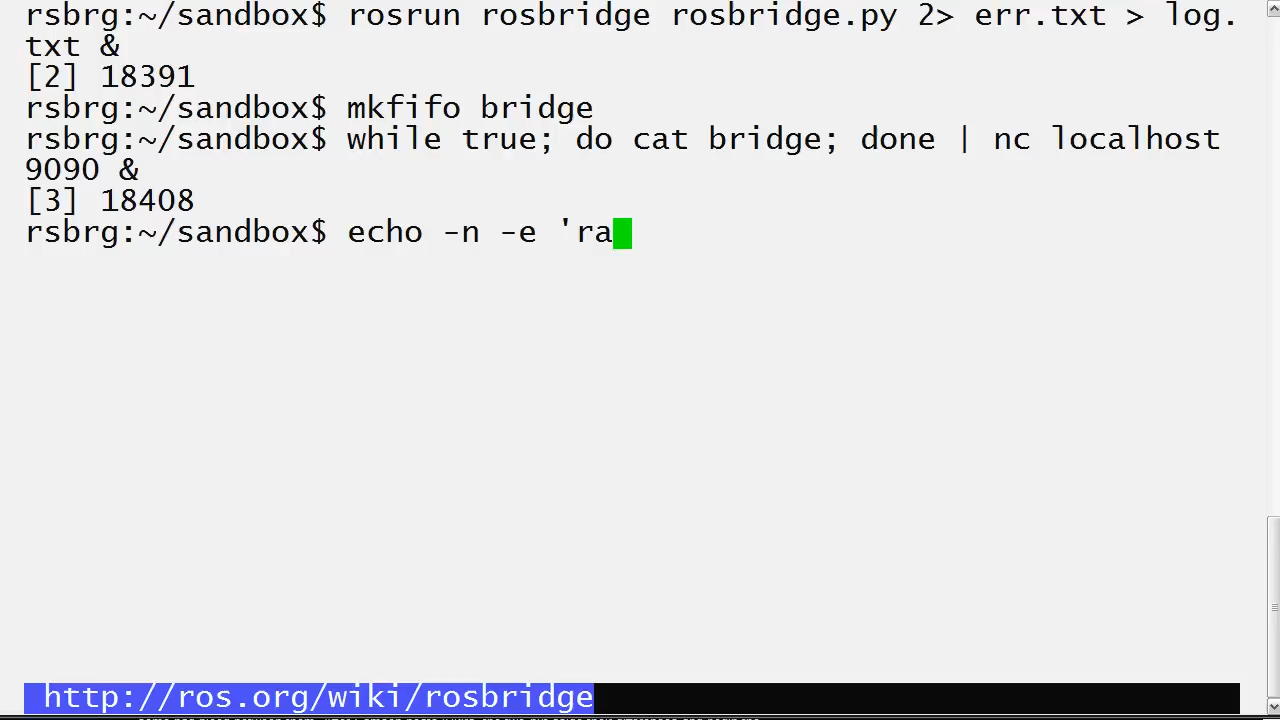 rsbrg:~/sandbox$ rosrun rosbridge rosbridge.py 2> err.txt > log.
txt &
[2] 18391
rsbrg:~/sandbox$ mkfifo bridge
rsbrg:~/sandbox$ while true; do cat bridge; done | nc localhost
9090 &
[3] 18408
rsbrg:~/sandbox$ echo -n -e 'ra
http://ros.org/wiki/rosbridge